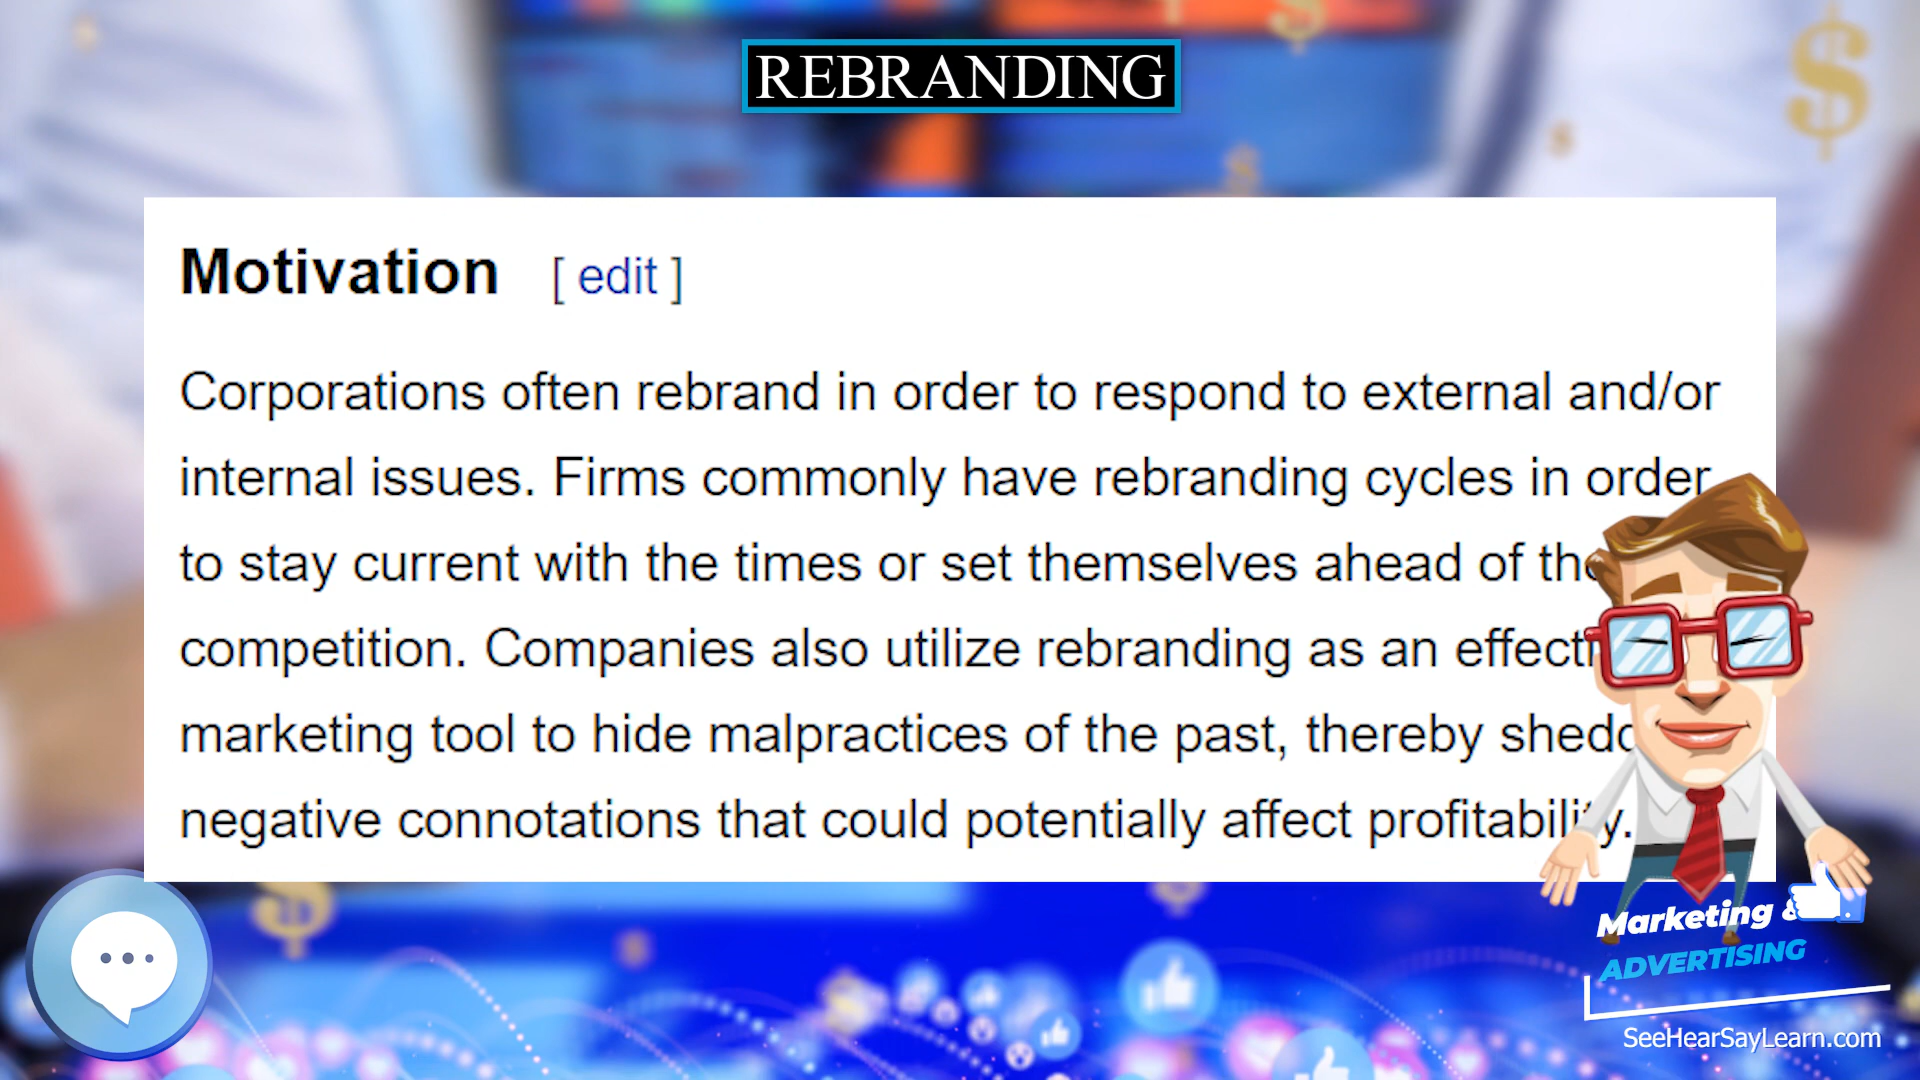 REBRANDING
Motivation [ edit ]
Corporations often rebrand in order to respond to external and/or
internal issues. Firms commonly have rebranding cycles in order
to stay current with the times or set themselves ahead of the
competition. Companies also utilize rebranding as an
marketing tool to hide malpractices of the past, thereby
negative connotations that could potentially affect profitability.
Marketing &
ADVERTISING
SeeHearSayLearn.com